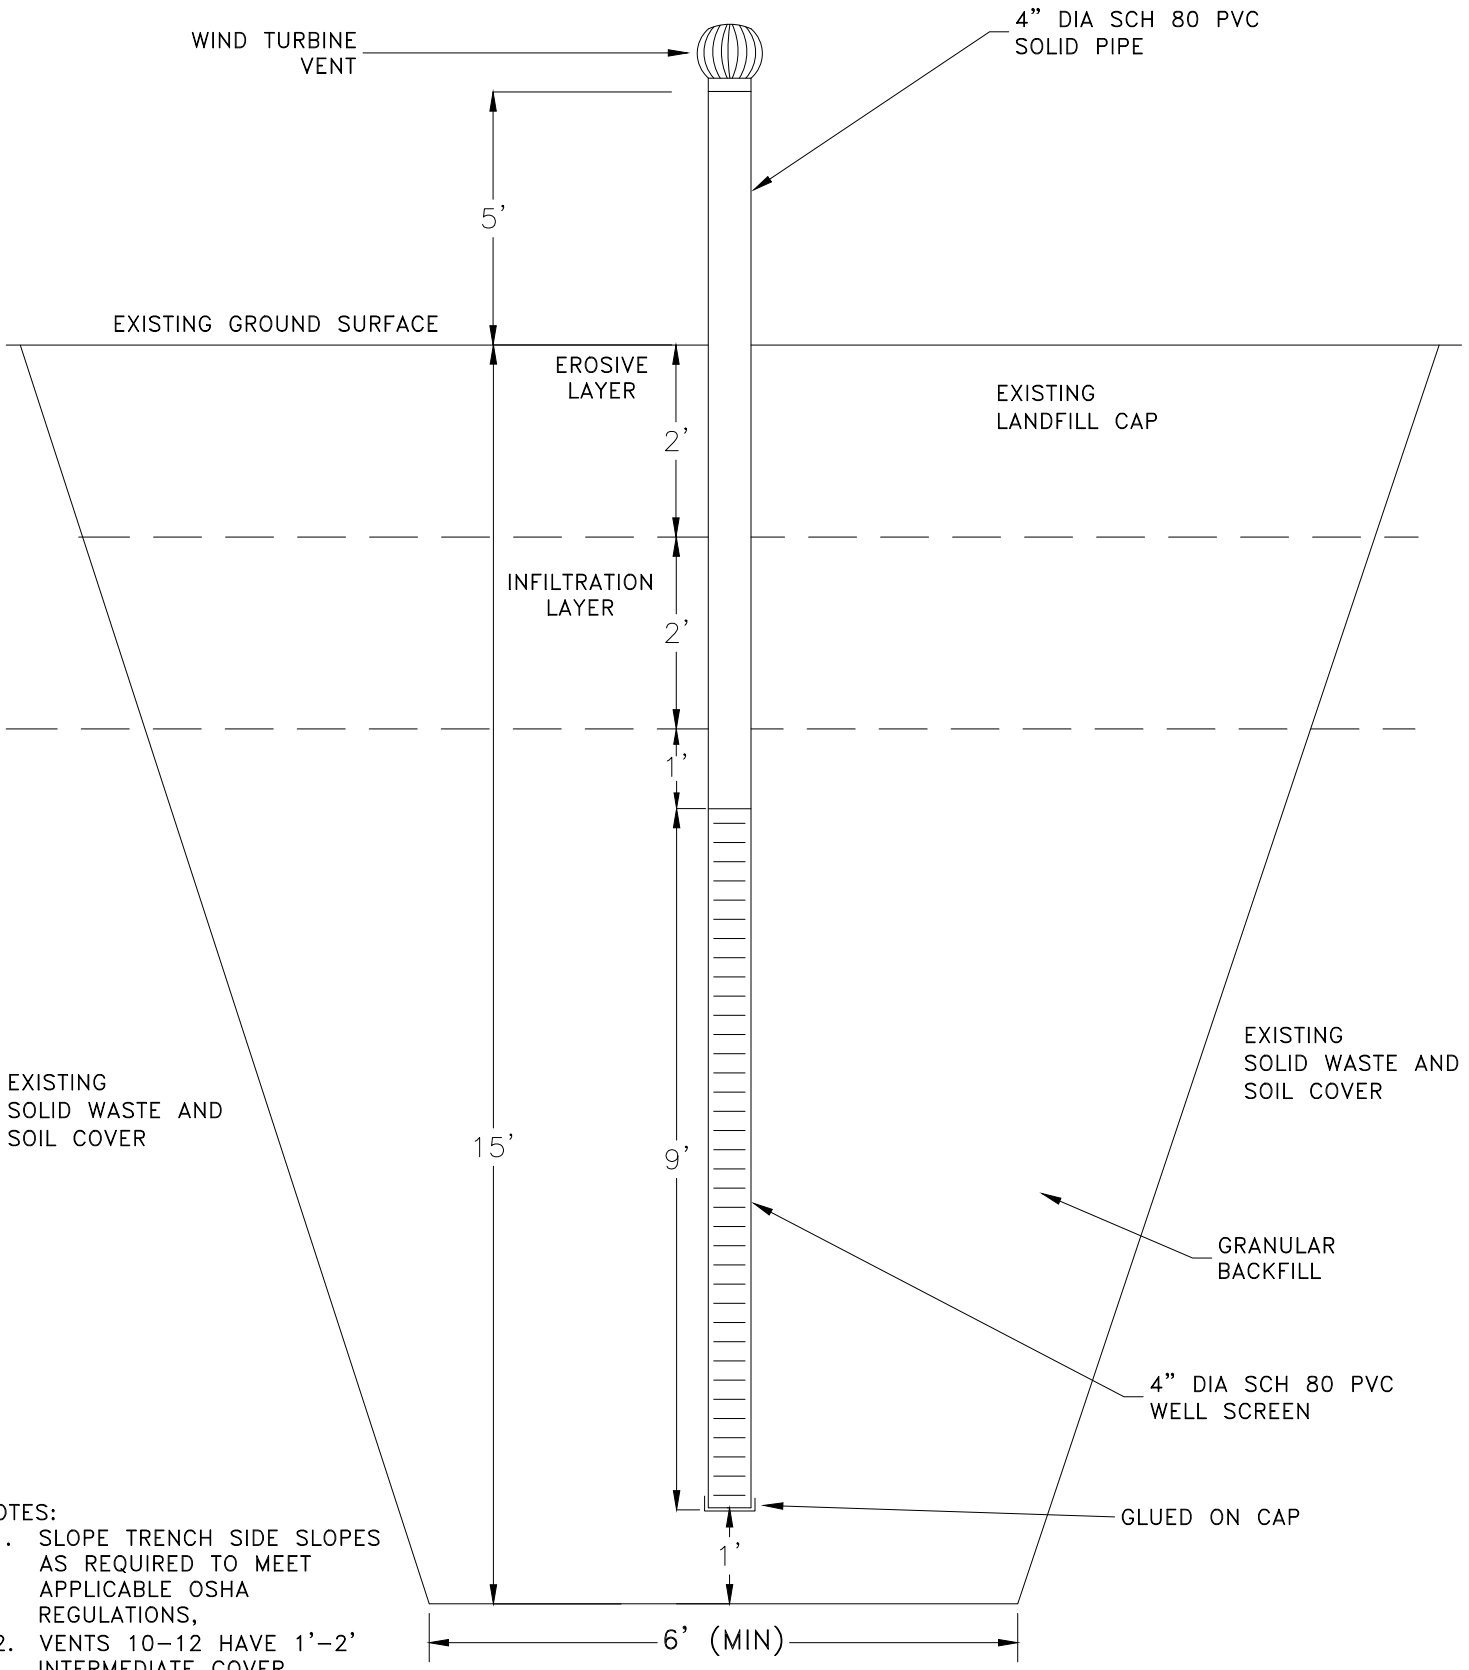 4” DIA SCH 80 PVC
SOLID PIPE
WIND TURBINE
VENT
5’
EXISTING GROUND SURFACE
EROSIVE
LAYER
EXISTING
LANDFILL CAP
2’
INFILTRATION
LAYER
2’
1’
EXISTING
SOLID WASTE AND
SOIL COVER
EXISTING
SOLID WASTE AND
SOIL COVER
15’
9’
GRANULAR
BACKFILL
4” DIA SCH 80 PVC
WELL SCREEN
GLUED ON CAP
1’
6’ (MIN)
OTES:
. SLOPE TRENCH SIDE SLOPES
AS REQUIRED TO MEET
APPLICABLE OSHA
REGULATIONS,
2. VENTS 10–12 HAVE 1’–2’
INTERMEDIATE COVER